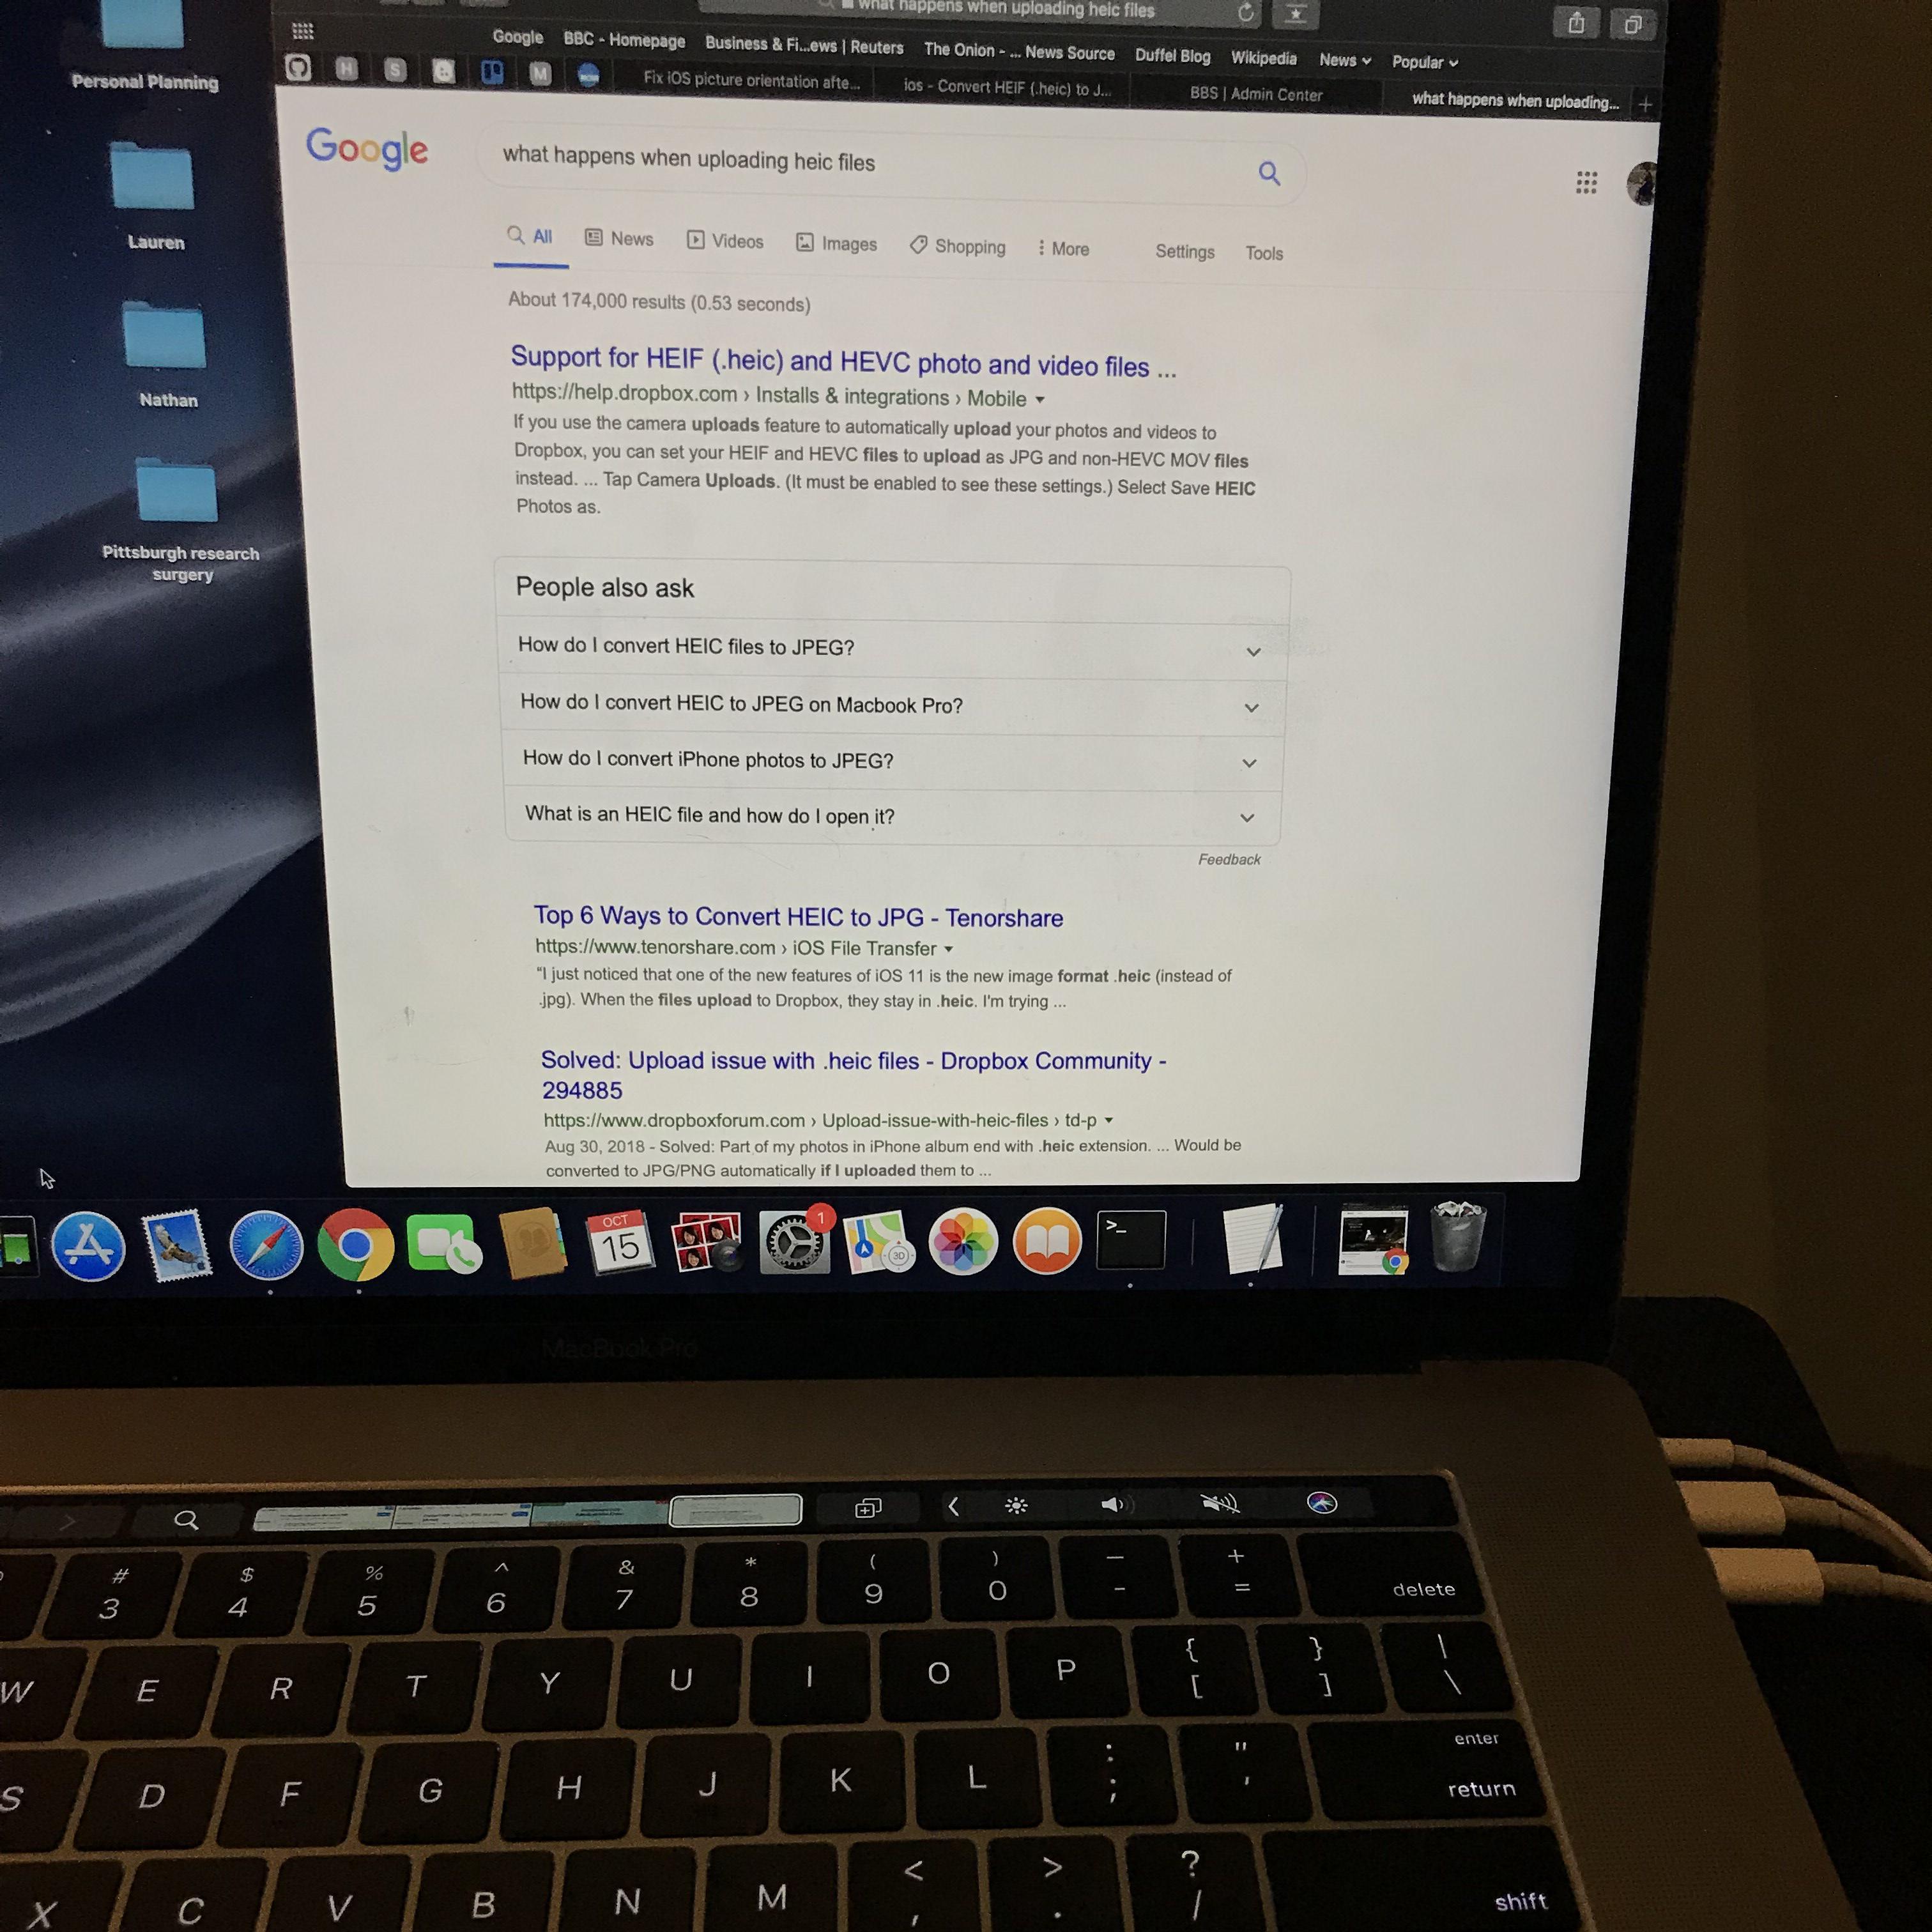 what happens when uploading heic files
Google BBC - Homepage Business & Fi...ews | Reuters The Onion - ... News Source Duffel Blog Wikipedia News Popular
H S M
Fix iOS picture orientation afte... ios - Convert HEIF (.heic) to J... BBS | Admin Center what happens when uploading... +
Personal Planning
Lauren
Nathan
Pittsburgh research
surgery
Google
what happens when uploading heic files
All News Videos Images Shopping More Settings Tools
About 174,000 results (0.53 seconds)
Support for HEIF (.heic) and HEVC photo and video files ...
https://help.dropbox.com › Installs & integrations › Mobile
If you use the camera uploads feature to automatically upload your photos and videos to
Dropbox, you can set your HEIF and HEVC files to upload as JPG and non-HEVC MOV files
instead. ... Tap Camera Uploads. (It must be enabled to see these settings.) Select Save HEIC
Photos as.
People also ask
How do I convert HEIC files to JPEG?
How do I convert HEIC to JPEG on Macbook Pro?
How do I convert iPhone photos to JPEG?
What is an HEIC file and how do I open it?
Feedback
Top 6 Ways to Convert HEIC to JPG - Tenorshare
https://www.tenorshare.com › iOS File Transfer
"I just noticed that one of the new features of iOS 11 is the new image format .heic (instead of
.jpg). When the files upload to Dropbox, they stay in .heic. I'm trying ...
Solved: Upload issue with .heic files - Dropbox Community -
294885
https://www.dropboxforum.com › Upload-issue-with-heic-files › td-p
Aug 30, 2018 - Solved: Part of my photos in iPhone album end with .heic extension. ... Would be
converted to JPG/PNG automatically if I uploaded them to ...
OCT
15
1
3D
>_
MacBook Pro
# $ % ^ & * ( ) — +
3 4 5 6 7 8 9 0 - = delete
W E R T Y U I O P { } |
[ ] \
S D F G H J K L : " enter
; ' return
X C V B N M < > ?
, . / shift